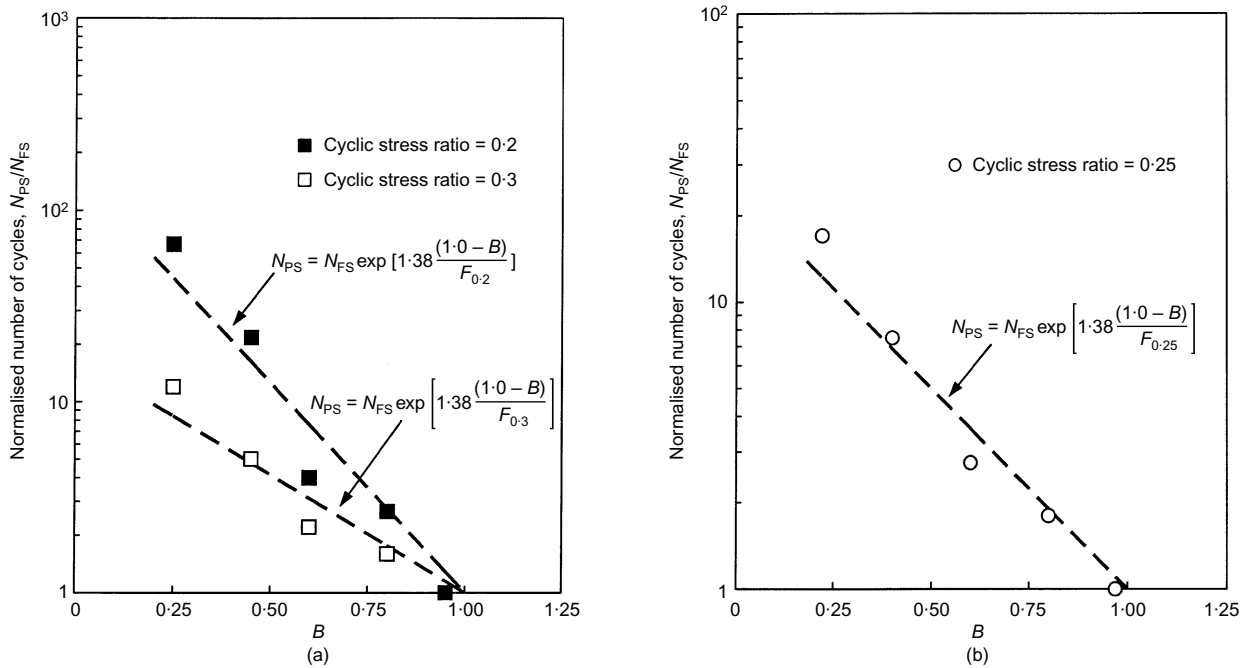 10³
10²
10
1
Normalised number of cycles, N_PS/N_FS
Cyclic stress ratio = 0·2
Cyclic stress ratio = 0·3
N_PS = N_FS exp [1·38 (1·0 – B)/F_0·2]
N_PS = N_FS exp [1·38 (1·0 – B)/F_0·3]
0 0·25 0·50 0·75 1·00 1·25
B
(a)
10²
10
1
Normalised number of cycles, N_PS/N_FS
Cyclic stress ratio = 0·25
N_PS = N_FS exp [1·38 (1·0 – B)/F_0·25]
0 0·25 0·50 0·75 1·00 1·25
B
(b)